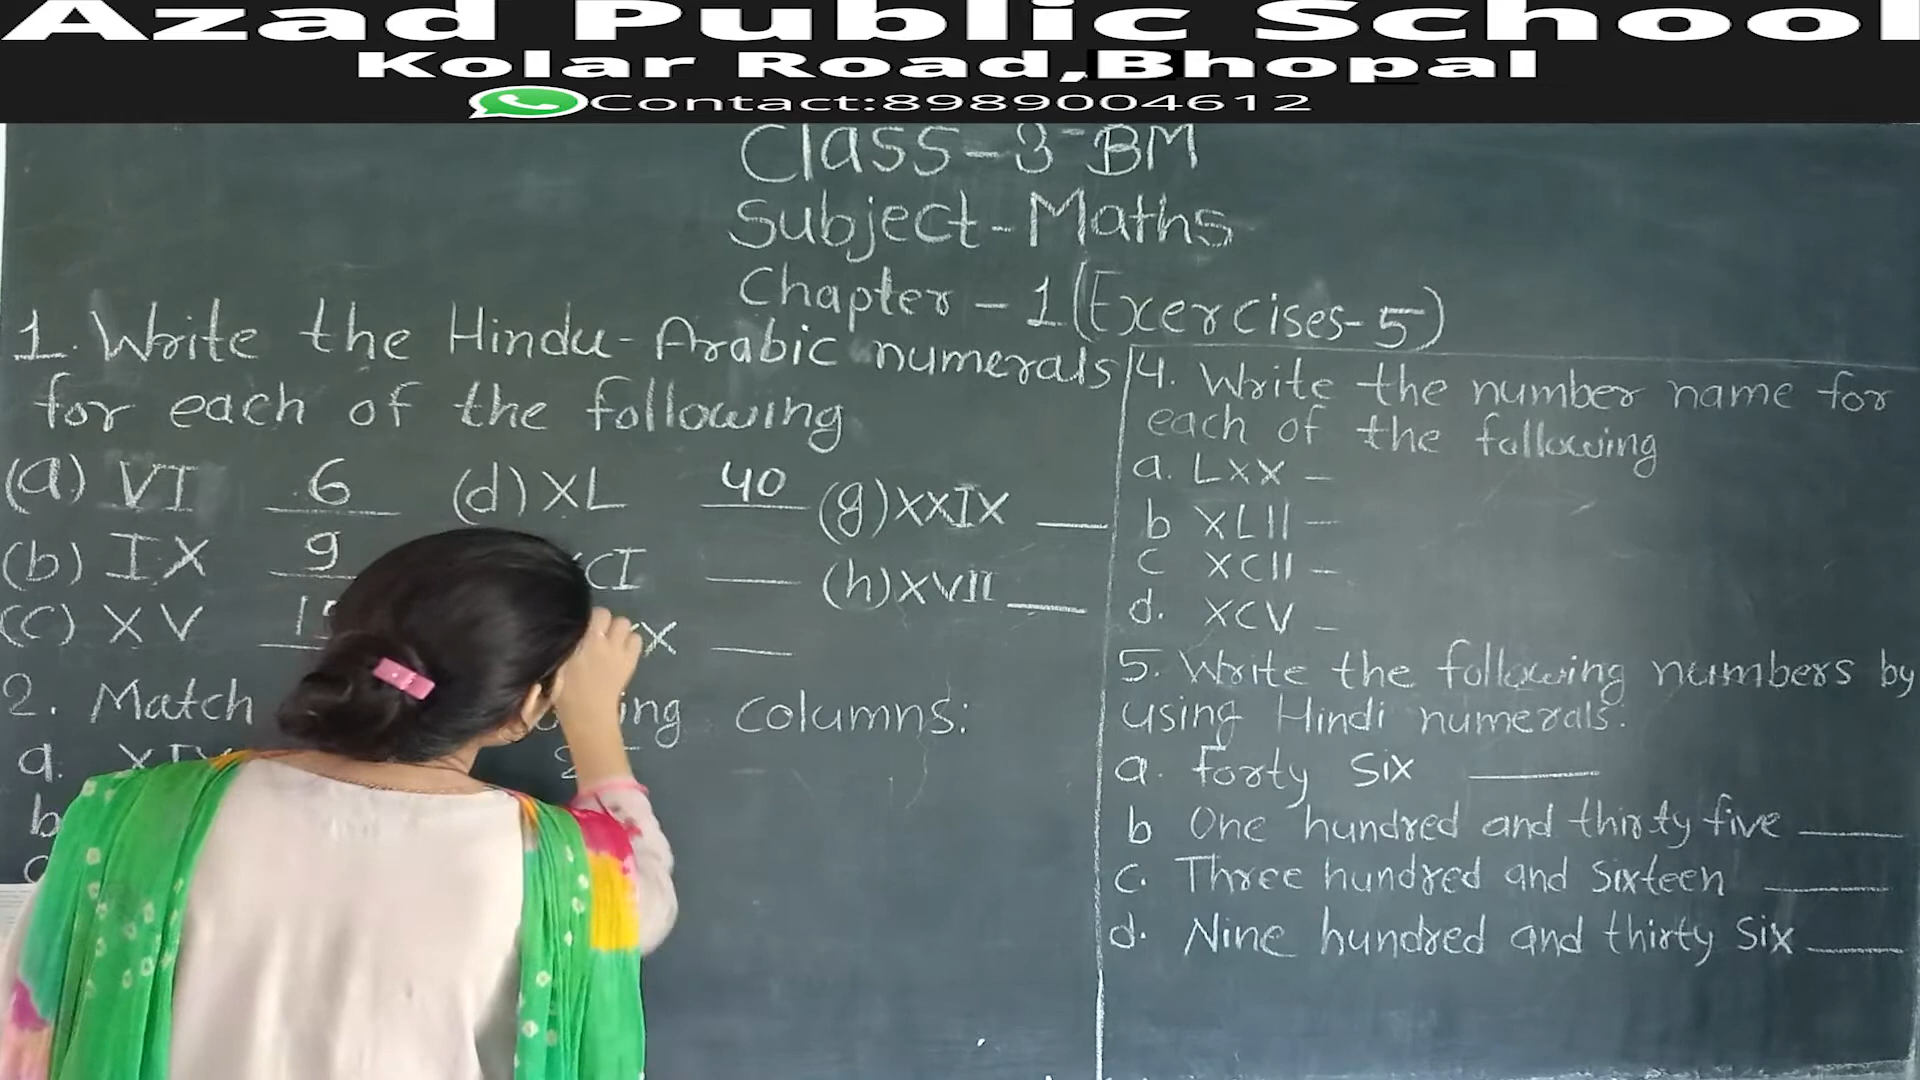 Azad Public School
Kolar Road,Bhopal
Contact:8989004612
Class-3 BM
Subject-Maths
Chapter - 1(Exercises-5)
1. Write the Hindu-Arabic numerals
for each of the following
(a) VI 6 (d) XL 40 (g) XXIX
(b) IX 9 CI (h) XVII
(c) XV X
2. Match ing columns:
a.
b
4. Write the number name for
each of the following
a. LXX -
b XLII -
c XCII -
d. XCV -
5. Write the following numbers by
using Hindi numerals:
a. forty six
b One hundred and thirty five
c. Three hundred and sixteen
d. Nine hundred and thirty six